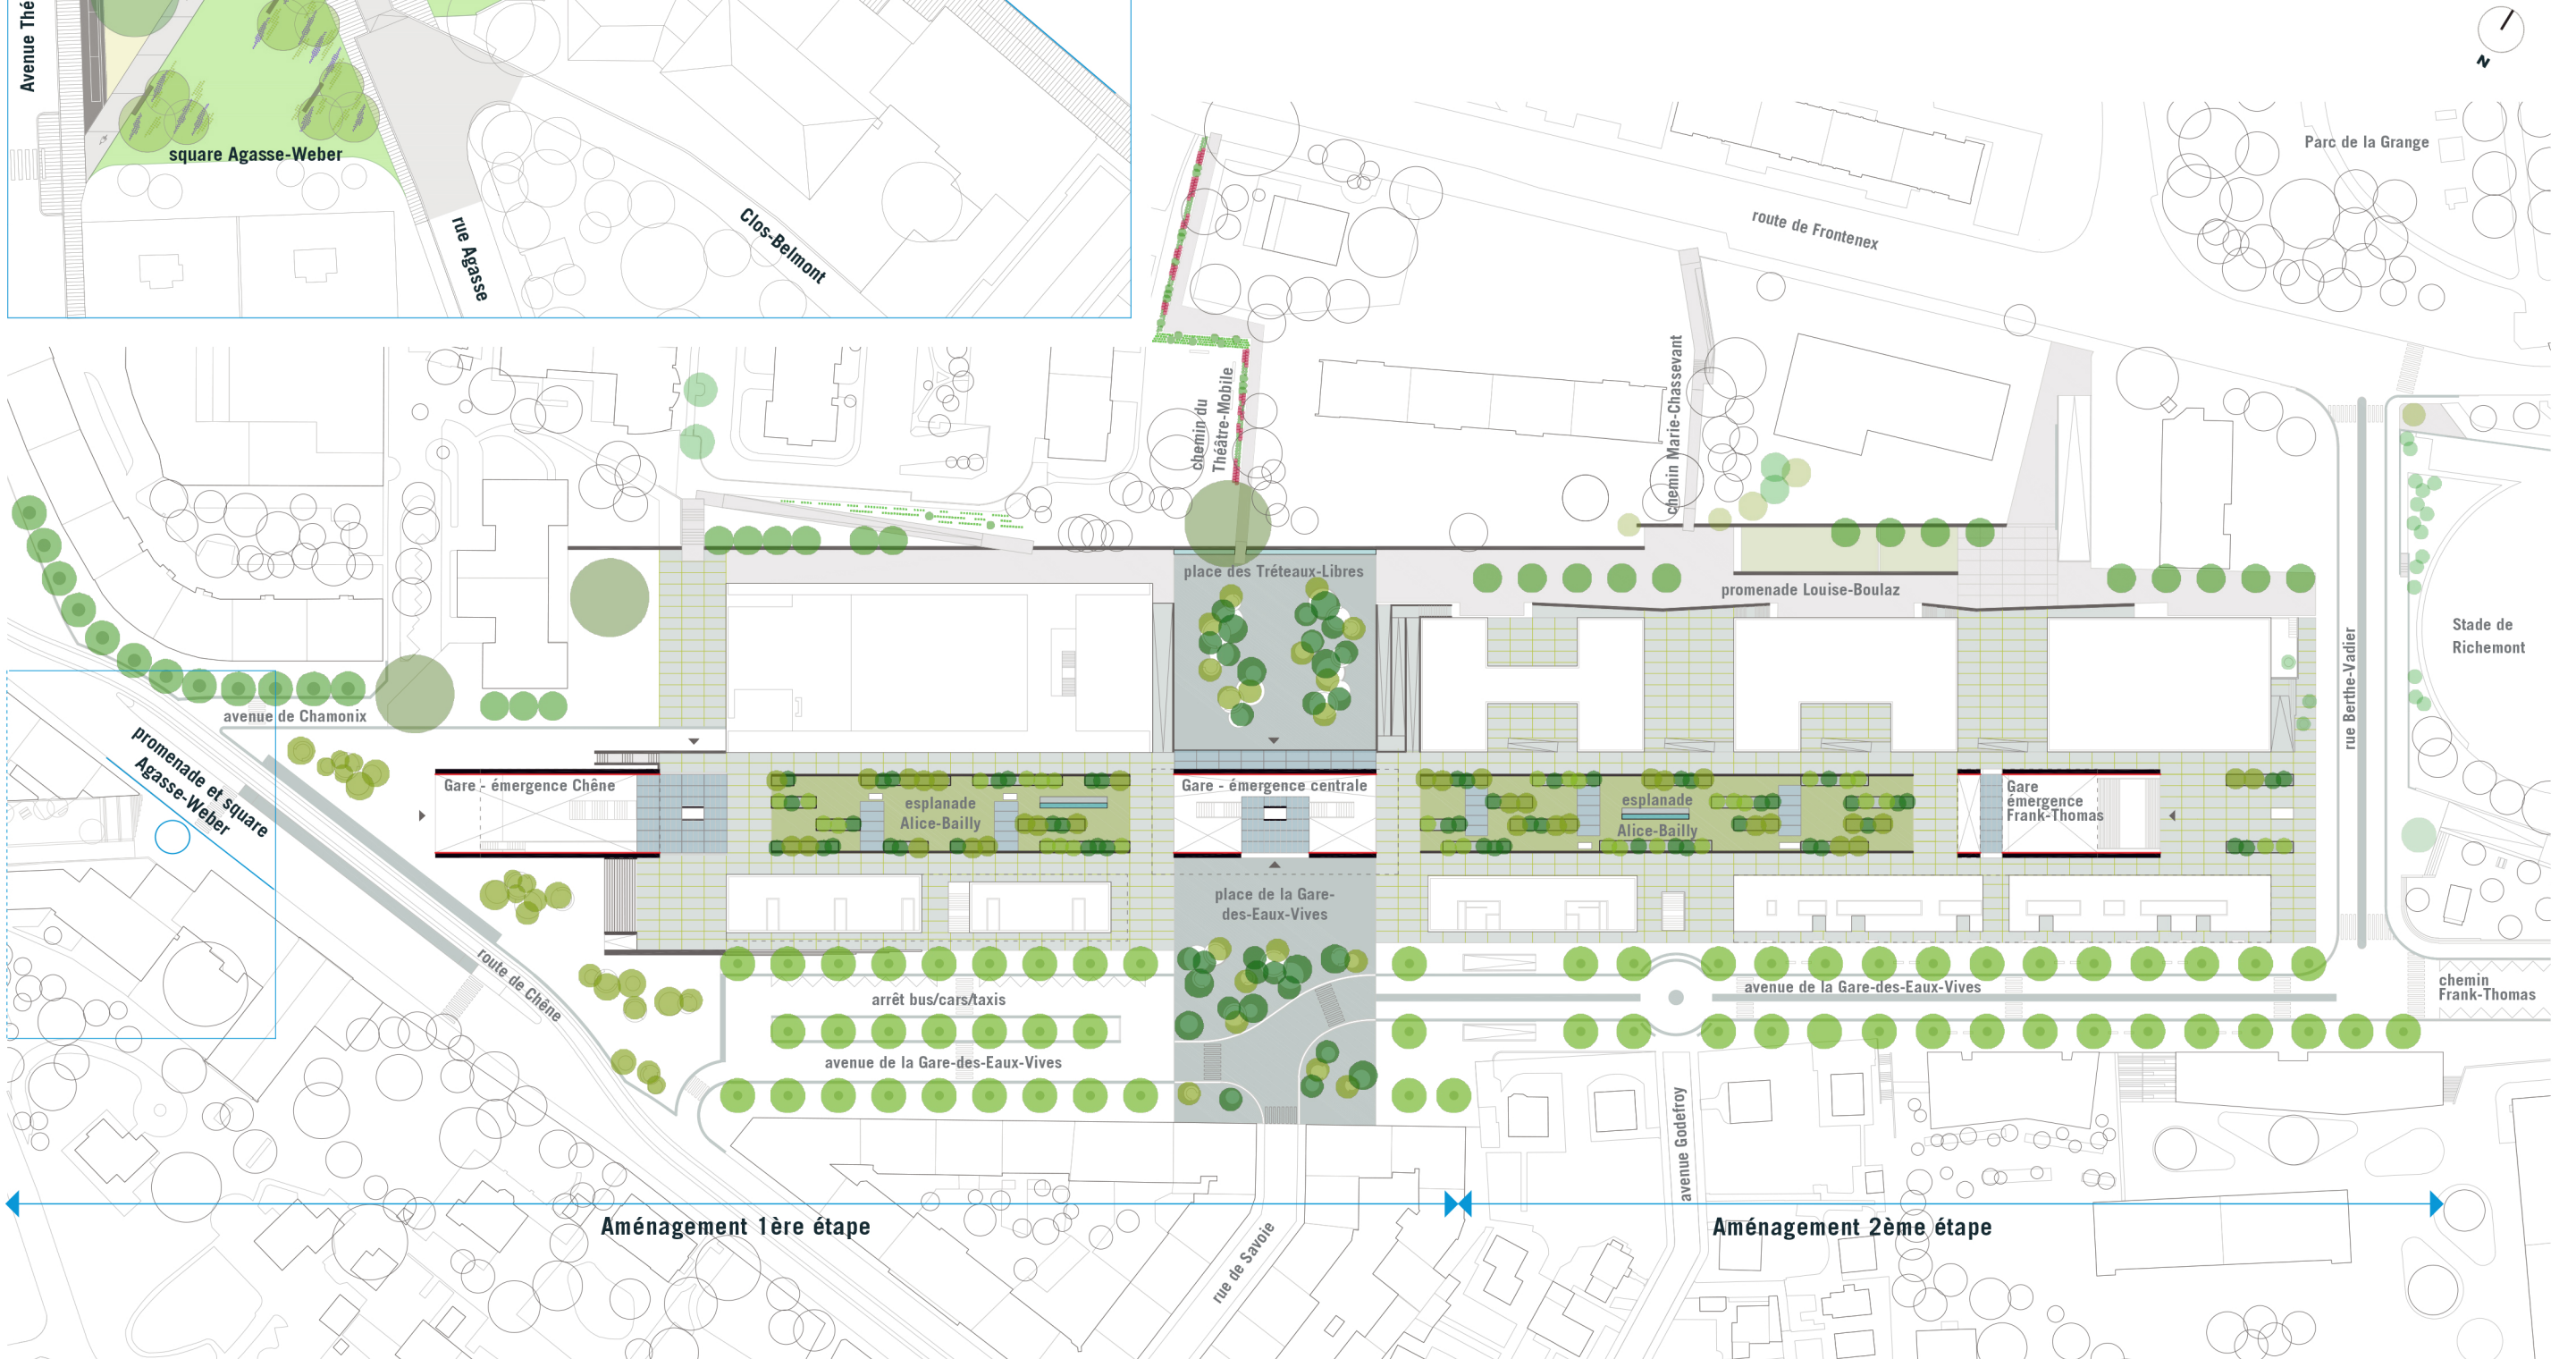 Avenue Thé
square Agasse-Weber
rue Agasse
Clos-Belmont
N
Parc de la Grange
route de Frontenex
chemin du
Théâtre-Mobile
chemin Marie-Chassevant
place des Tréteaux-Libres
promenade Louise-Boulaz
Stade de
Richemont
rue Berthe-Vadier
avenue de Chamonix
promenade et square
Agasse-Weber
Gare - émergence Chêne
esplanade
Alice-Bailly
Gare - émergence centrale
esplanade
Alice-Bailly
Gare
émergence
Frank-Thomas
place de la Gare-
des-Eaux-Vives
route de Chêne
arrêt bus/cars/taxis
avenue de la Gare-des-Eaux-Vives
avenue de la Gare-des-Eaux-Vives
chemin
Frank-Thomas
avenue Godefroy
rue de Savoie
Aménagement 1ère étape
Aménagement 2ème étape